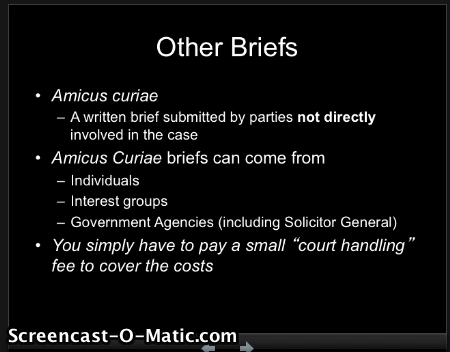 Other Briefs
• Amicus curiae
– A written brief submitted by parties not directly
involved in the case
• Amicus Curiae briefs can come from
– Individuals
– Interest groups
– Government Agencies (including Solicitor General)
• You simply have to pay a small “court handling”
fee to cover the costs
Screencast-O-Matic.com